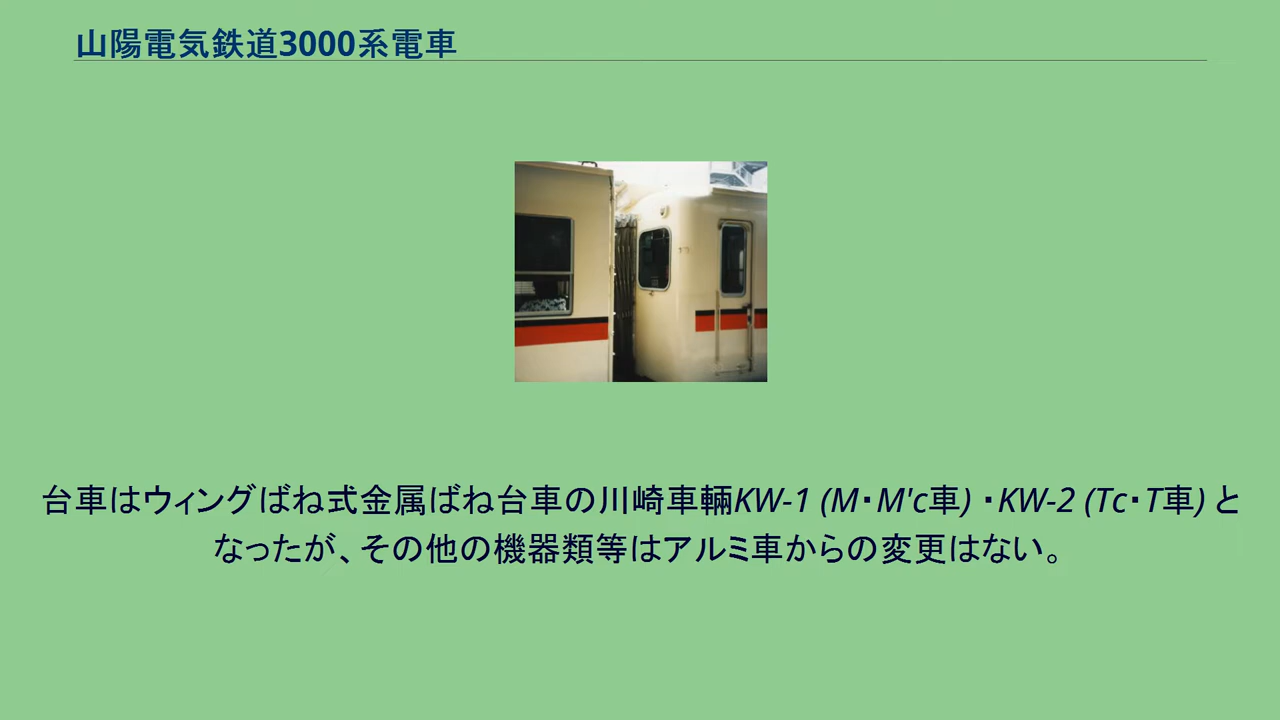 山陽電気鉄道3000系電車
台車はウィングばね式金属ばね台車の川崎車輛KW-1 (M・M'c車) ・KW-2 (Tc・T車) と
なったが、その他の機器類等はアルミ車からの変更はない。